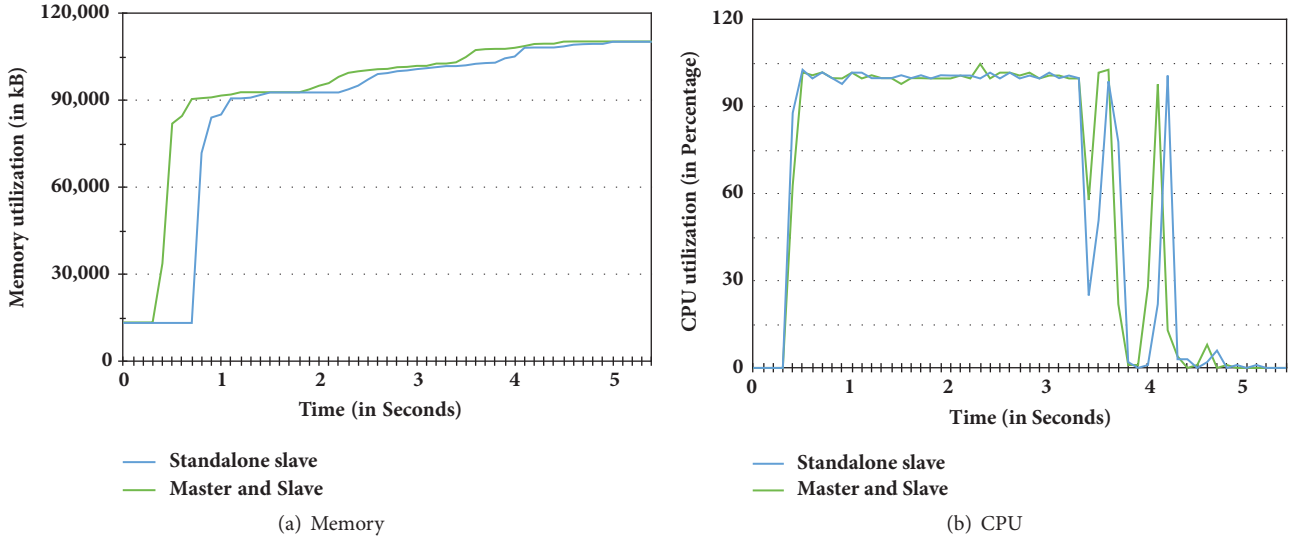 120,000
90,000
60,000
30,000
0
Memory utilization (in kB)
0 1 2 3 4 5
Time (in Seconds)
Standalone slave
Master and Slave
(a) Memory
120
90
60
30
0
CPU utilization (in Percentage)
0 1 2 3 4 5
Time (in Seconds)
Standalone slave
Master and Slave
(b) CPU